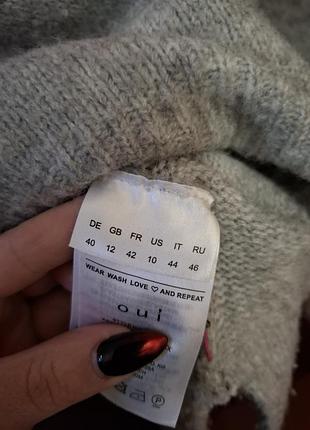 DE GB FR US IT RU
40 12 42 10 44 46
WEAR WASH LOVE ♡ AND REPEAT
oui